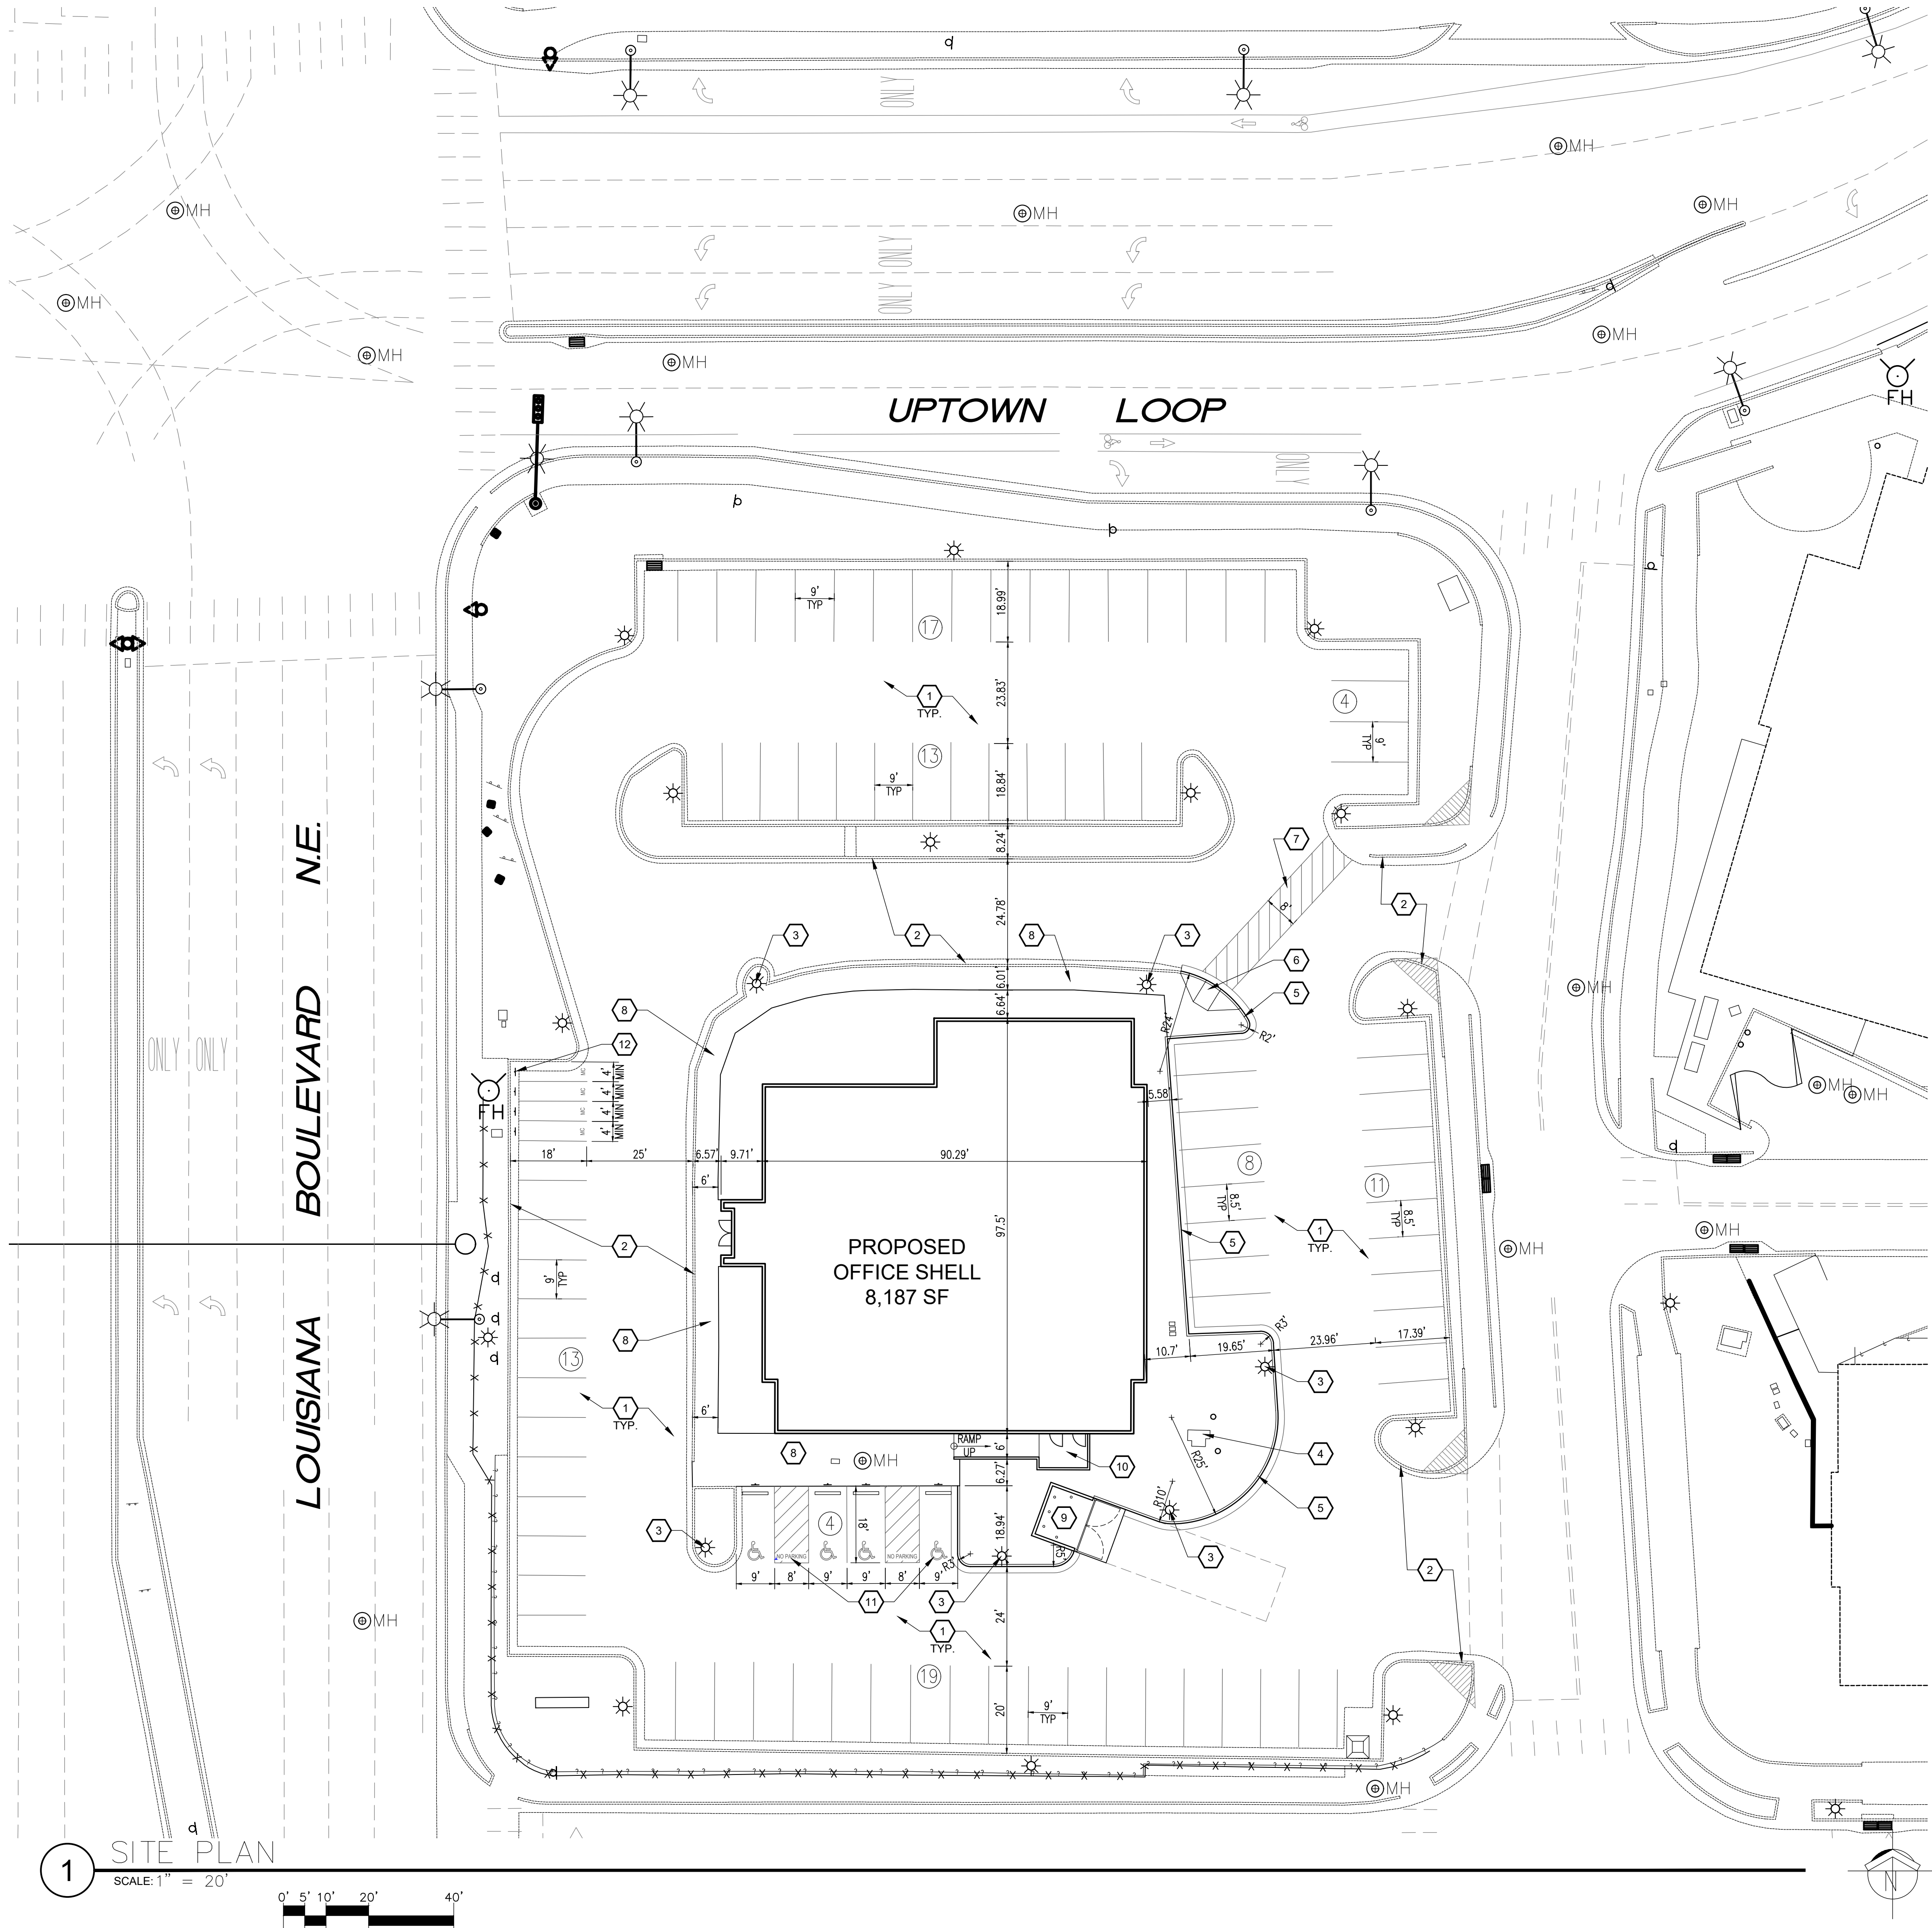 ONLY
MH
MH
MH
ONLY
MH
ONLY
MH
MH
MH
MH
UPTOWN LOOP
FH
ONLY
9'
TYP
18.99'
17
23.83'
4
1
TYP.
9'
TYP
13
9'
TYP
18.84'
8.24'
7
8'
2
24.78'
3
2
8
3
6
6.01'
6.64'
5
MH
8
R24'
R2'
12
ONLY ONLY
4' MIN
4' MIN
4' MIN
4' MIN
MC
MC
MC
MC
FH
5.58'
MH
MH
18'
25'
6.57'
9.71'
90.29'
8
11
6'
8.5'
TYP
8.5'
TYP
97.5'
1
TYP.
MH
MH
2
5
PROPOSED
OFFICE SHELL
8,187 SF
9'
TYP
LOUISIANA BOULEVARD N.E.
8
R3'
13
10.7'
19.65'
23.96'
17.39'
3
1
TYP.
6'
8
RAMP
UP
6'
MH
10
4
R25'
6.27'
R10'
5
9
4
18'
18.94'
3
NO PARKING
NO PARKING
R3'
R5'
3
2
9'
8'
9'
9'
8'
9'
11
3
MH
24'
1
TYP.
19
20'
9'
TYP
MH
1
SITE PLAN
SCALE: 1" = 20'
N
0' 5' 10' 20' 40'